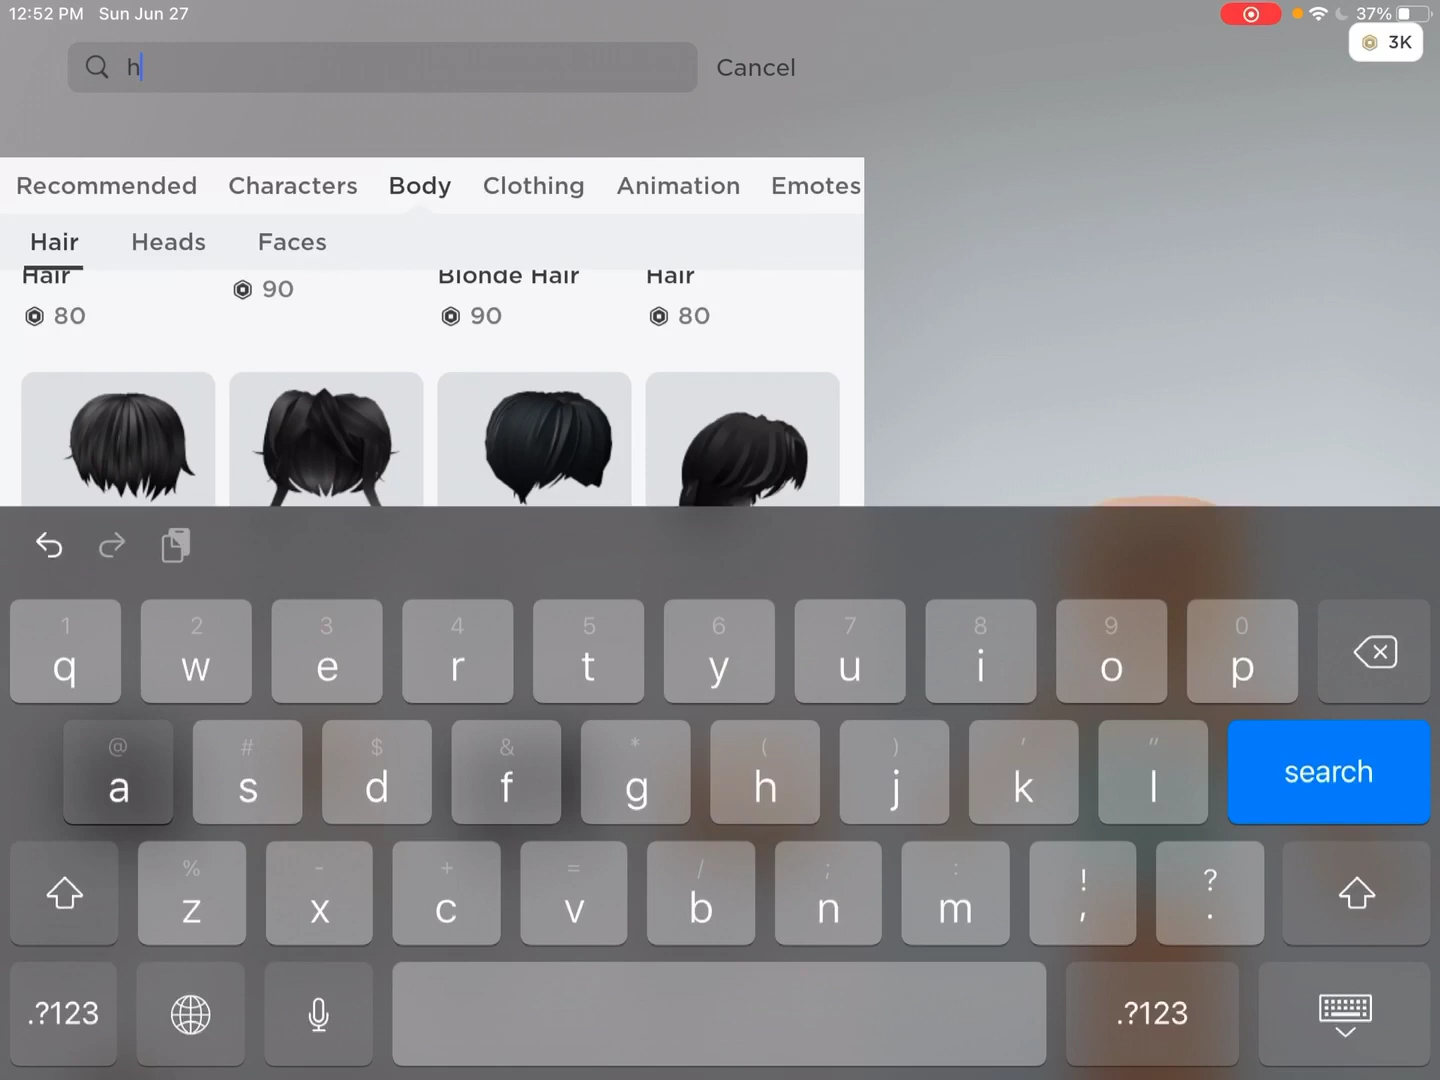 12:52 PM Sun Jun 27
37%
3K
h
Cancel
Recommended Characters Body Clothing Animation Emotes
Hair Heads Faces
Hair Blonde Hair Hair
80 90 90 80
1 2 3 4 5 6 7 8 9 0
q w e r t y u i o p
@ # $ & * ( ) ' "
a s d f g h j k l search
% - + = / ; : ! ?
z x c v b n m , .
.?123 .?123